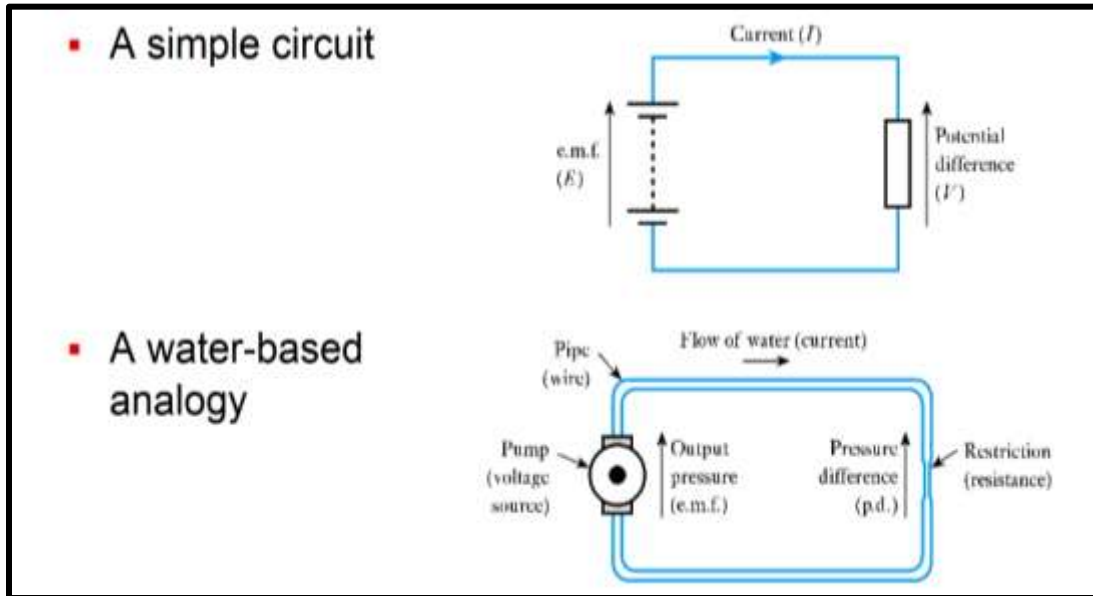 ▪ A simple circuit
Current (I)
e.m.f.
(E)
Potential
difference
(V)
▪ A water-based
analogy
Pipe
(wire)
Flow of water (current)
Pump
(voltage
source)
Output
pressure
(e.m.f.)
Pressure
difference
(p.d.)
Restriction
(resistance)